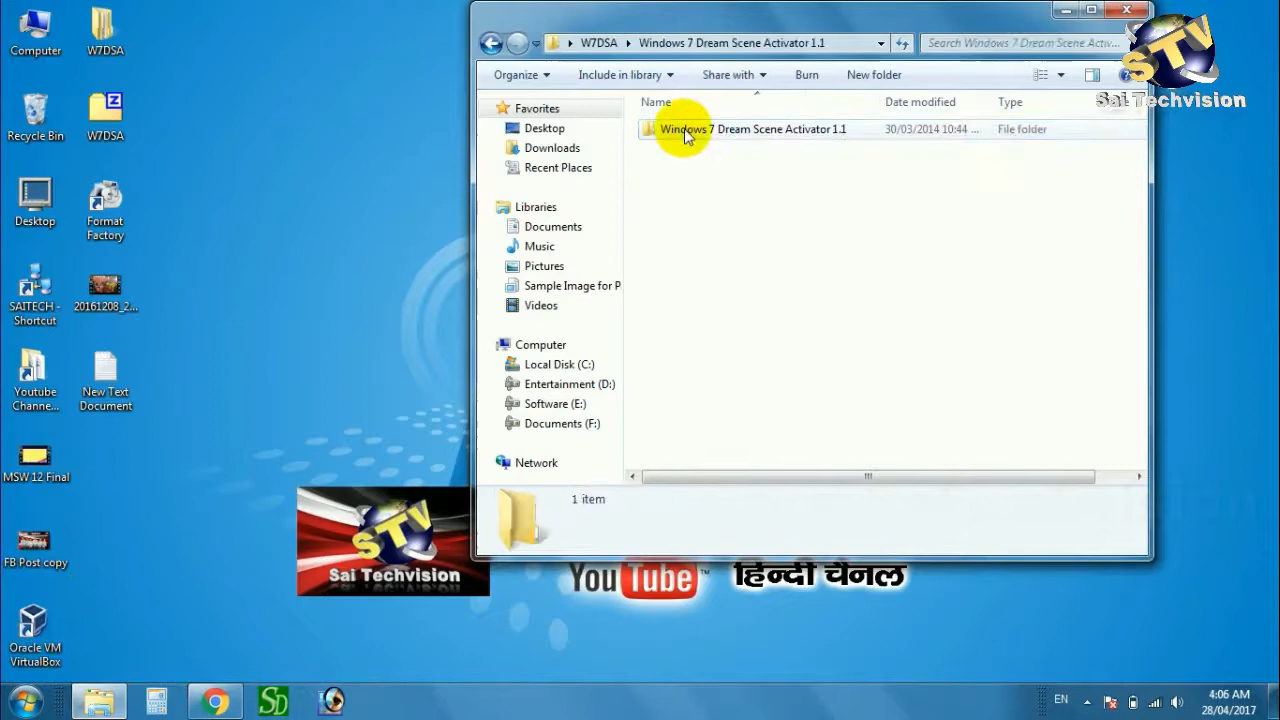 Computer
W7DSA
Recycle Bin
W7DSA
Desktop
Format
Factory
SAITECH -
Shortcut
20161208_2...
Youtube
Channe...
New Text
Document
MSW 12 Final
FB Post copy
Oracle VM
VirtualBox
W7DSA
Windows 7 Dream Scene Activator 1.1
Search Windows 7 Dream Scene Activ...
STV
Sai Techvision
Organize
Include in library
Share with
Burn
New folder
Name
Date modified
Type
Windows 7 Dream Scene Activator 1.1
30/03/2014 10:44 ...
File folder
Favorites
Desktop
Downloads
Recent Places
Libraries
Documents
Music
Pictures
Sample Image for P
Videos
Computer
Local Disk (C:)
Entertainment (D:)
Software (E:)
Documents (F:)
Network
1 item
STV
Sai Techvision
YouTube™ हिन्दी चैनल
SD
EN
4:06 AM
28/04/2017